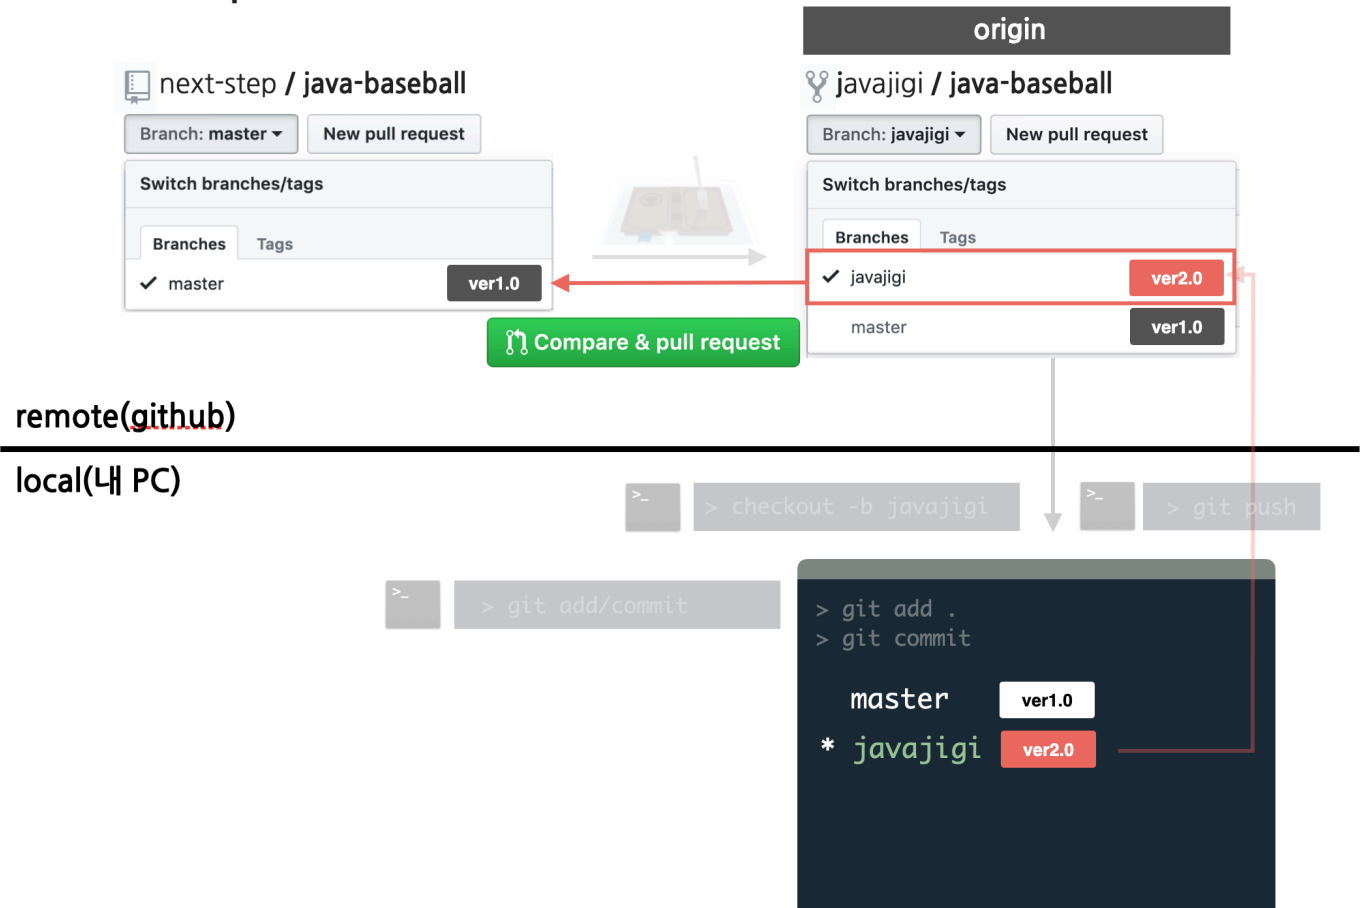 origin
next-step / java-baseball
javajigi / java-baseball
Branch: master
New pull request
Branch: javajigi
New pull request
Switch branches/tags
Switch branches/tags
Branches
Tags
Branches
Tags
master
ver1.0
javajigi
ver2.0
master
ver1.0
Compare & pull request
remote(github)
local(내 PC)
>_
> checkout -b javajigi
>_
> git push
>_
> git add/commit
> git add .
> git commit
master
ver1.0
* javajigi
ver2.0